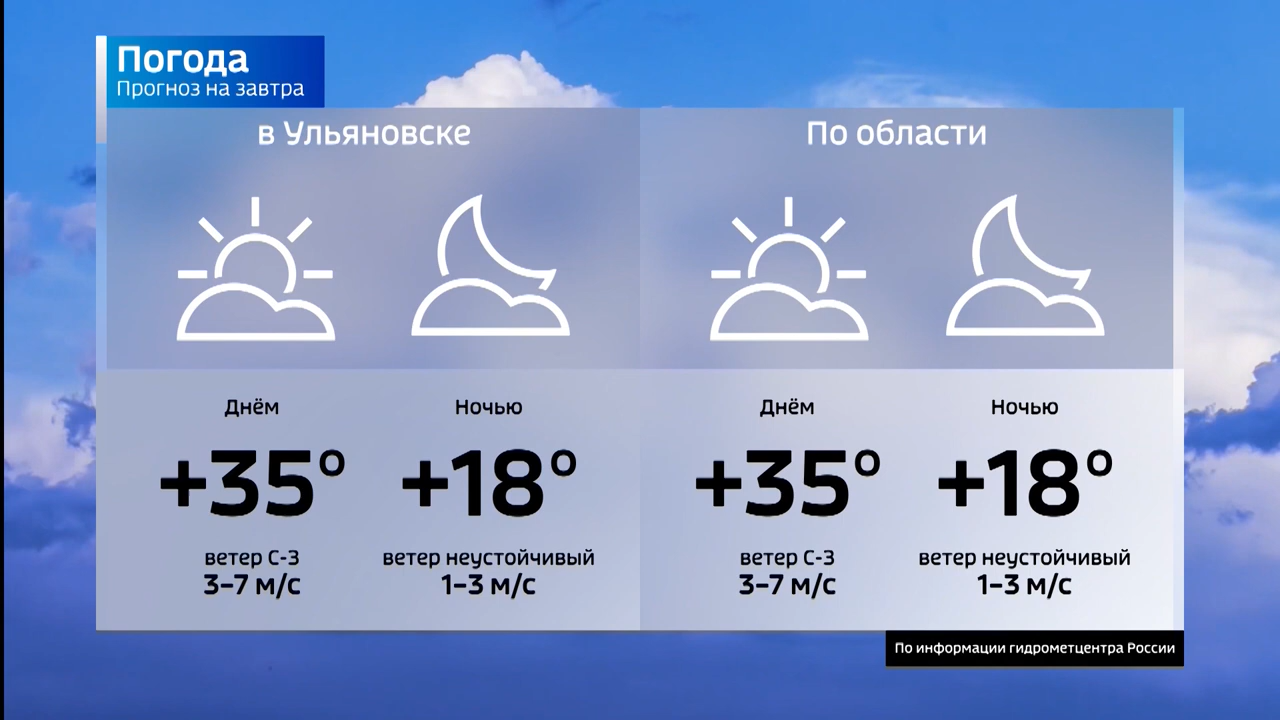 Погода
Прогноз на завтра
в Ульяновске
По области
Днём
Ночью
Днём
Ночью
+35°
+18°
+35°
+18°
ветер С-З
ветер неустойчивый
ветер С-З
ветер неустойчивый
3-7 м/с
1-3 м/с
3-7 м/с
1-3 м/с
По информации гидрометцентра России